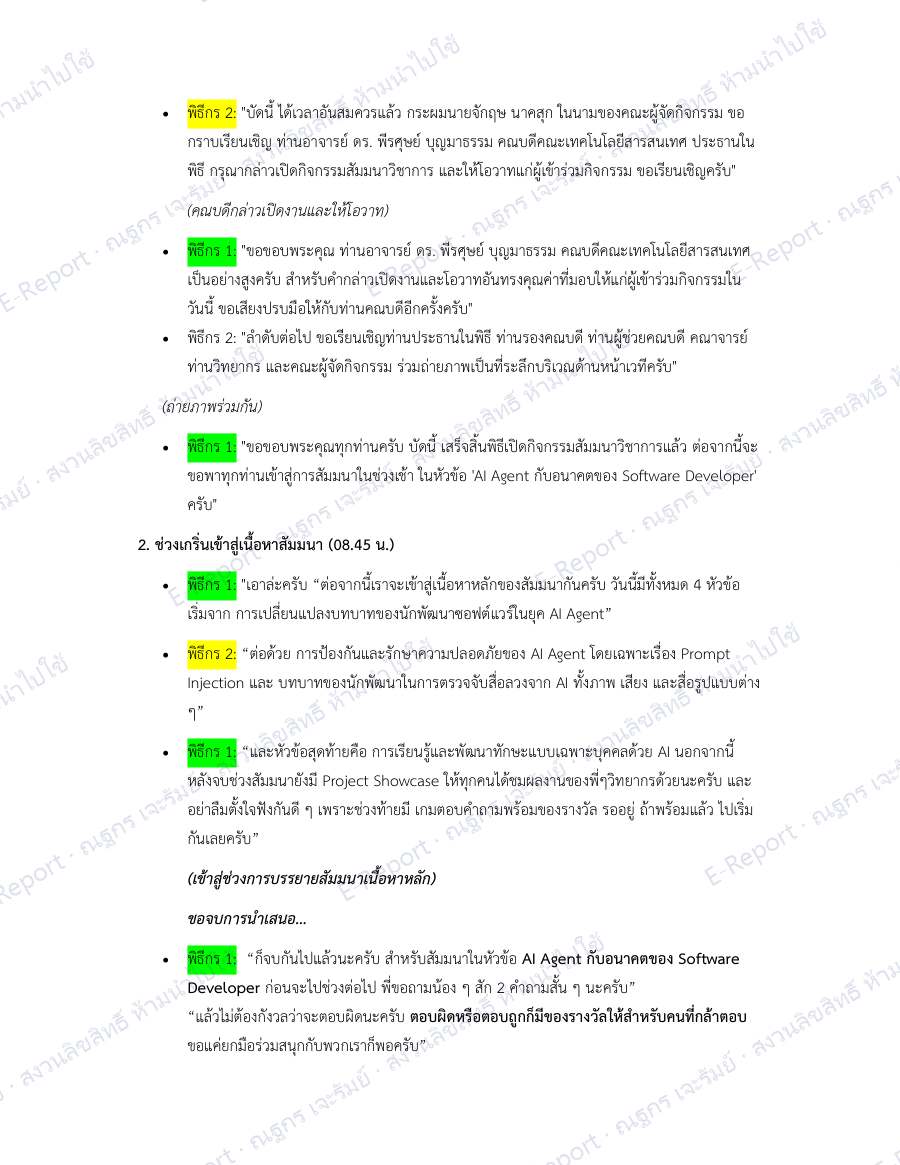 • พิธีกร 2: "บัดนี้ ได้เวลาอันสมควรแล้ว กระผมนายจักฤษ นาคสุก ในนามของคณะผู้จัดกิจกรรม ขอ
กราบเรียนเชิญ ท่านอาจารย์ ดร. พีรศุษย์ บุญมาธรรม คณบดีคณะเทคโนโลยีสารสนเทศ ประธานใน
พิธี กรุณากล่าวเปิดกิจกรรมสัมมนาวิชาการ และให้โอวาทแก่ผู้เข้าร่วมกิจกรรม ขอเรียนเชิญครับ"
(คณบดีกล่าวเปิดงานและให้โอวาท)
• พิธีกร 1: "ขอขอบพระคุณ ท่านอาจารย์ ดร. พีรศุษย์ บุญมาธรรม คณบดีคณะเทคโนโลยีสารสนเทศ
เป็นอย่างสูงครับ สำหรับคำกล่าวเปิดงานและโอวาทอันทรงคุณค่าที่มอบให้แก่ผู้เข้าร่วมกิจกรรมใน
วันนี้ ขอเสียงปรบมือให้กับท่านคณบดีอีกครั้งครับ"
• พิธีกร 2: "ลำดับต่อไป ขอเรียนเชิญท่านประธานในพิธี ท่านรองคณบดี ท่านผู้ช่วยคณบดี คณาจารย์
ท่านวิทยากร และคณะผู้จัดกิจกรรม ร่วมถ่ายภาพเป็นที่ระลึกบริเวณด้านหน้าเวทีครับ"
(ถ่ายภาพร่วมกัน)
• พิธีกร 1: "ขอขอบพระคุณทุกท่านครับ บัดนี้ เสร็จสิ้นพิธีเปิดกิจกรรมสัมมนาวิชาการแล้ว ต่อจากนี้จะ
ขอพาทุกท่านเข้าสู่การสัมมนาในช่วงเช้า ในหัวข้อ 'AI Agent กับอนาคตของ Software Developer'
ครับ"
2. ช่วงเกริ่นเข้าสู่เนื้อหาสัมมนา (08.45 น.)
• พิธีกร 1: "เอาล่ะครับ “ต่อจากนี้เราจะเข้าสู่เนื้อหาหลักของสัมมนากันครับ วันนี้มีทั้งหมด 4 หัวข้อ
เริ่มจาก การเปลี่ยนแปลงบทบาทของนักพัฒนาซอฟต์แวร์ในยุค AI Agent”
• พิธีกร 2: “ต่อด้วย การป้องกันและรักษาความปลอดภัยของ AI Agent โดยเฉพาะเรื่อง Prompt
Injection และ บทบาทของนักพัฒนาในการตรวจจับสื่อลวงจาก AI ทั้งภาพ เสียง และสื่อรูปแบบต่าง
ๆ”
• พิธีกร 1: “และหัวข้อสุดท้ายคือ การเรียนรู้และพัฒนาทักษะแบบเฉพาะบุคคลด้วย AI นอกจากนี้
หลังจบช่วงสัมมนายังมี Project Showcase ให้ทุกคนได้ชมผลงานของพี่ๆวิทยากรด้วยนะครับ และ
อย่าลืมตั้งใจฟังกันดี ๆ เพราะช่วงท้ายมี เกมตอบคำถามพร้อมของรางวัล รออยู่ ถ้าพร้อมแล้ว ไปเริ่ม
กันเลยครับ”
(เข้าสู่ช่วงการบรรยายสัมมนาเนื้อหาหลัก)
ขอจบการนำเสนอ...
• พิธีกร 1: “ก็จบกันไปแล้วนะครับ สำหรับสัมมนาในหัวข้อ AI Agent กับอนาคตของ Software
Developer ก่อนจะไปช่วงต่อไป พี่ขอถามน้อง ๆ สัก 2 คำถามสั้น ๆ นะครับ”
“แล้วไม่ต้องกังวลว่าจะตอบผิดนะครับ ตอบผิดหรือตอบถูกก็มีของรางวัลให้สำหรับคนที่กล้าตอบ
ขอแค่ยกมือร่วมสนุกกับพวกเราก็พอครับ”
E-Report · ณฐกร เจะรัมย์ · สงวนลิขสิทธิ์ ห้ามนำไปใช้